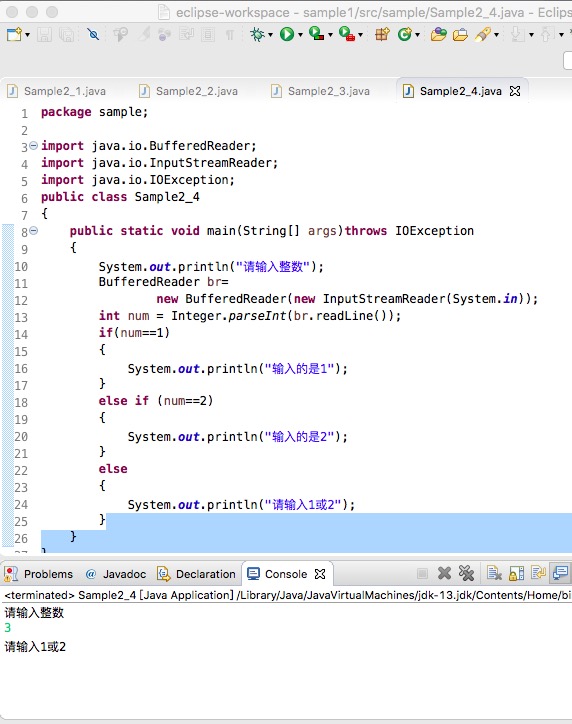 eclipse-workspace - sample1/src/sample/Sample2_4.java - Eclips
Sample2_1.java Sample2_2.java Sample2_3.java Sample2_4.java
1 package sample;
2
3 import java.io.BufferedReader;
4 import java.io.InputStreamReader;
5 import java.io.IOException;
6 public class Sample2_4
7 {
8 public static void main(String[] args)throws IOException
9 {
10 System.out.println("请输入整数");
11 BufferedReader br=
12 new BufferedReader(new InputStreamReader(System.in));
13 int num = Integer.parseInt(br.readLine());
14 if(num==1)
15 {
16 System.out.println("输入的是1");
17 }
18 else if (num==2)
19 {
20 System.out.println("输入的是2");
21 }
22 else
23 {
24 System.out.println("请输入1或2");
25 }
26 }
27 }
Problems @ Javadoc Declaration Console
<terminated> Sample2_4 [Java Application] /Library/Java/JavaVirtualMachines/jdk-13.jdk/Contents/Home/bi
请输入整数
3
请输入1或2